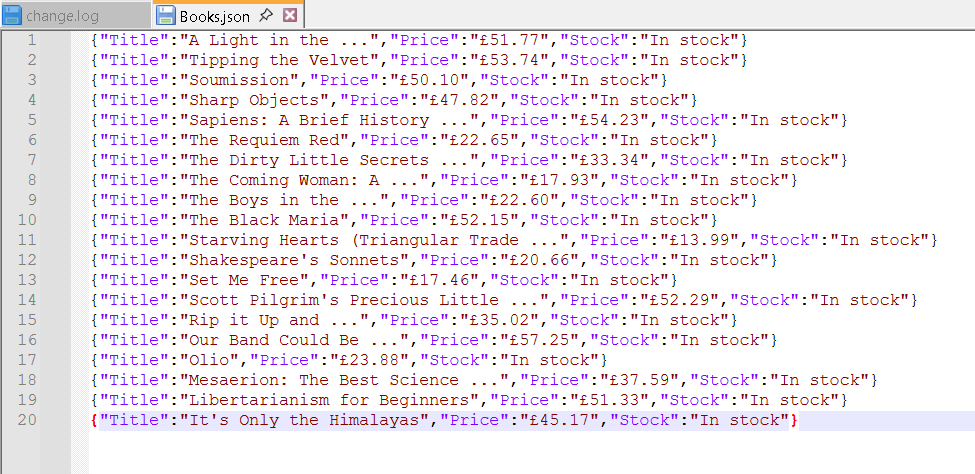 change.log Books.json
1 {"Title":"A Light in the ...","Price":"£51.77","Stock":"In stock"}
2 {"Title":"Tipping the Velvet","Price":"£53.74","Stock":"In stock"}
3 {"Title":"Soumission","Price":"£50.10","Stock":"In stock"}
4 {"Title":"Sharp Objects","Price":"£47.82","Stock":"In stock"}
5 {"Title":"Sapiens: A Brief History ...","Price":"£54.23","Stock":"In stock"}
6 {"Title":"The Requiem Red","Price":"£22.65","Stock":"In stock"}
7 {"Title":"The Dirty Little Secrets ...","Price":"£33.34","Stock":"In stock"}
8 {"Title":"The Coming Woman: A ...","Price":"£17.93","Stock":"In stock"}
9 {"Title":"The Boys in the ...","Price":"£22.60","Stock":"In stock"}
10 {"Title":"The Black Maria","Price":"£52.15","Stock":"In stock"}
11 {"Title":"Starving Hearts (Triangular Trade ...","Price":"£13.99","Stock":"In stock"}
12 {"Title":"Shakespeare's Sonnets","Price":"£20.66","Stock":"In stock"}
13 {"Title":"Set Me Free","Price":"£17.46","Stock":"In stock"}
14 {"Title":"Scott Pilgrim's Precious Little ...","Price":"£52.29","Stock":"In stock"}
15 {"Title":"Rip it Up and ...","Price":"£35.02","Stock":"In stock"}
16 {"Title":"Our Band Could Be ...","Price":"£57.25","Stock":"In stock"}
17 {"Title":"Olio","Price":"£23.88","Stock":"In stock"}
18 {"Title":"Mesaerion: The Best Science ...","Price":"£37.59","Stock":"In stock"}
19 {"Title":"Libertarianism for Beginners","Price":"£51.33","Stock":"In stock"}
20 {"Title":"It's Only the Himalayas","Price":"£45.17","Stock":"In stock"}